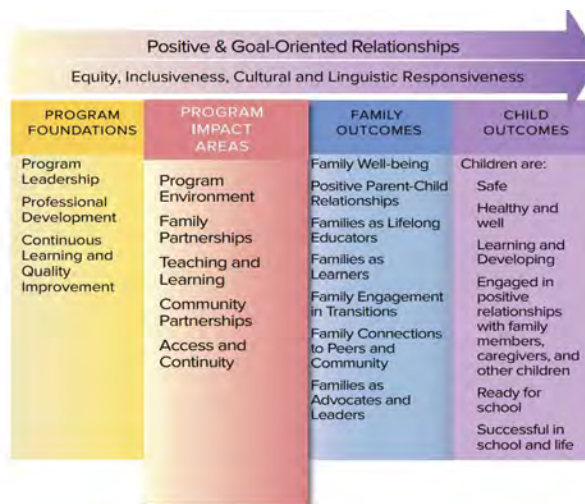 Positive & Goal-Oriented Relationships
Equity, Inclusiveness, Cultural and Linguistic Responsiveness
PROGRAM
FOUNDATIONS
Program
Leadership
Professional
Development
Continuous
Learning and
Quality
Improvement
PROGRAM
IMPACT
AREAS
Program
Environment
Family
Partnerships
Teaching and
Learning
Community
Partnerships
Access and
Continuity
FAMILY
OUTCOMES
Family Well-being
Positive Parent-Child
Relationships
Families as Lifelong
Educators
Families as
Learners
Family Engagement
in Transitions
Family Connections
to Peers and
Community
Families as
Advocates and
Leaders
CHILD
OUTCOMES
Children are:
Safe
Healthy and
well
Learning and
Developing
Engaged in
positive
relationships
with family
members,
caregivers, and
other children
Ready for
school
Successful in
school and life